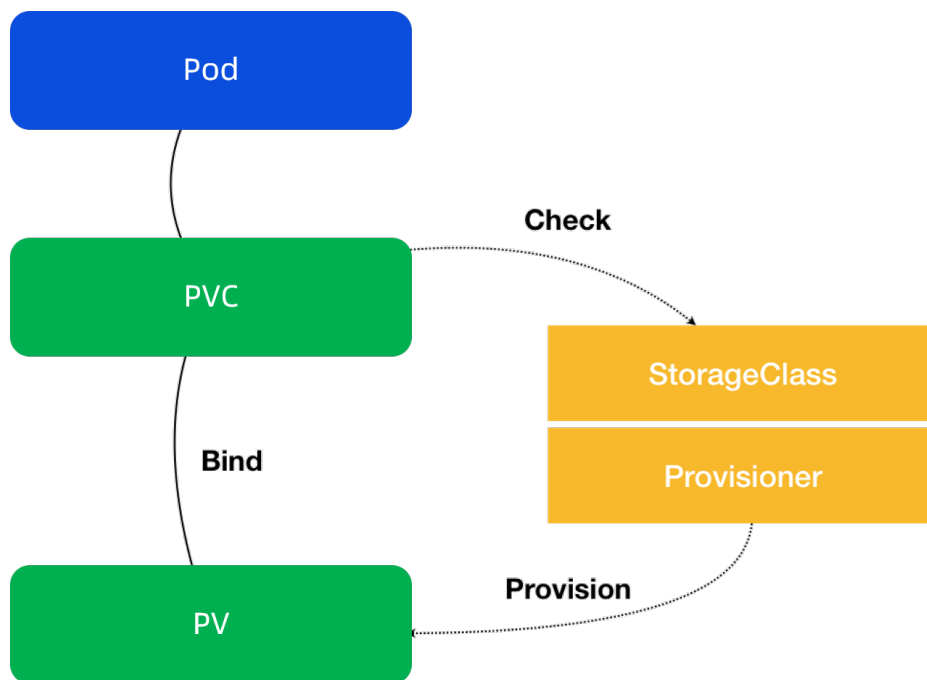 Pod
Check
PVC
StorageClass
Bind
Provisioner
Provision
PV